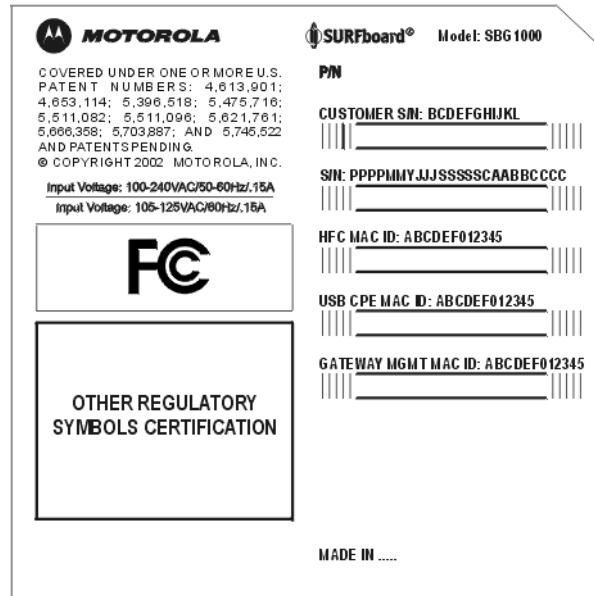 MOTOROLA
COVERED UNDER ONE OR MORE U.S.
PATENT NUMBERS: 4,613,901;
4,653,114; 5,396,518; 5,475,716;
5,511,082; 5,511,096; 5,621,761;
5,666,358; 5,703,887; AND 5,745,522
AND PATENTS PENDING.
© COPYRIGHT 2002 MOTOROLA, INC.
Input Voltage: 100-240VAC/50-60Hz/.15A
Input Voltage: 105-125VAC/60Hz/.15A
FC
OTHER REGULATORY
SYMBOLS CERTIFICATION
SURFboard® Model: SBG1000
P/N
CUSTOMER S/N: BCDEFGHIJKL
S/N: PPPPMMYJJJSSSSSCAABBCCCC
HFC MAC ID: ABCDEF012345
USB CPE MAC ID: ABCDEF012345
GATEWAY MGMT MAC ID: ABCDEF012345
MADE IN .....